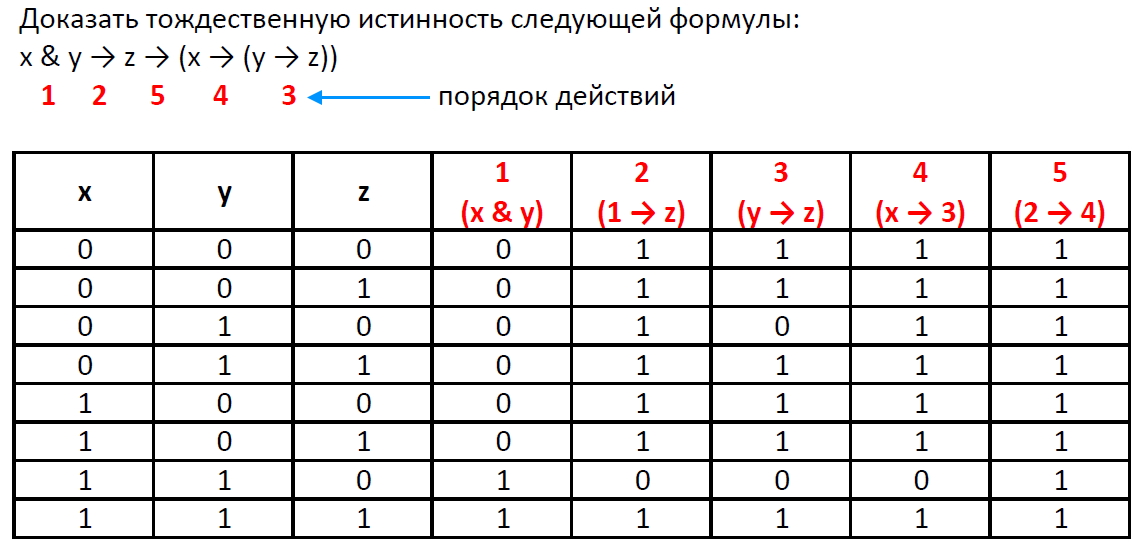 Доказать тождественную истинность следующей формулы:
x & y → z → (x → (y → z))
1 2 5 4 3 ← порядок действий
x y z 1 (x & y) 2 (1 → z) 3 (y → z) 4 (x → 3) 5 (2 → 4)
0 0 0 0 1 1 1 1
0 0 1 0 1 1 1 1
0 1 0 0 1 0 1 1
0 1 1 0 1 1 1 1
1 0 0 0 1 1 1 1
1 0 1 0 1 1 1 1
1 1 0 1 0 0 0 1
1 1 1 1 1 1 1 1